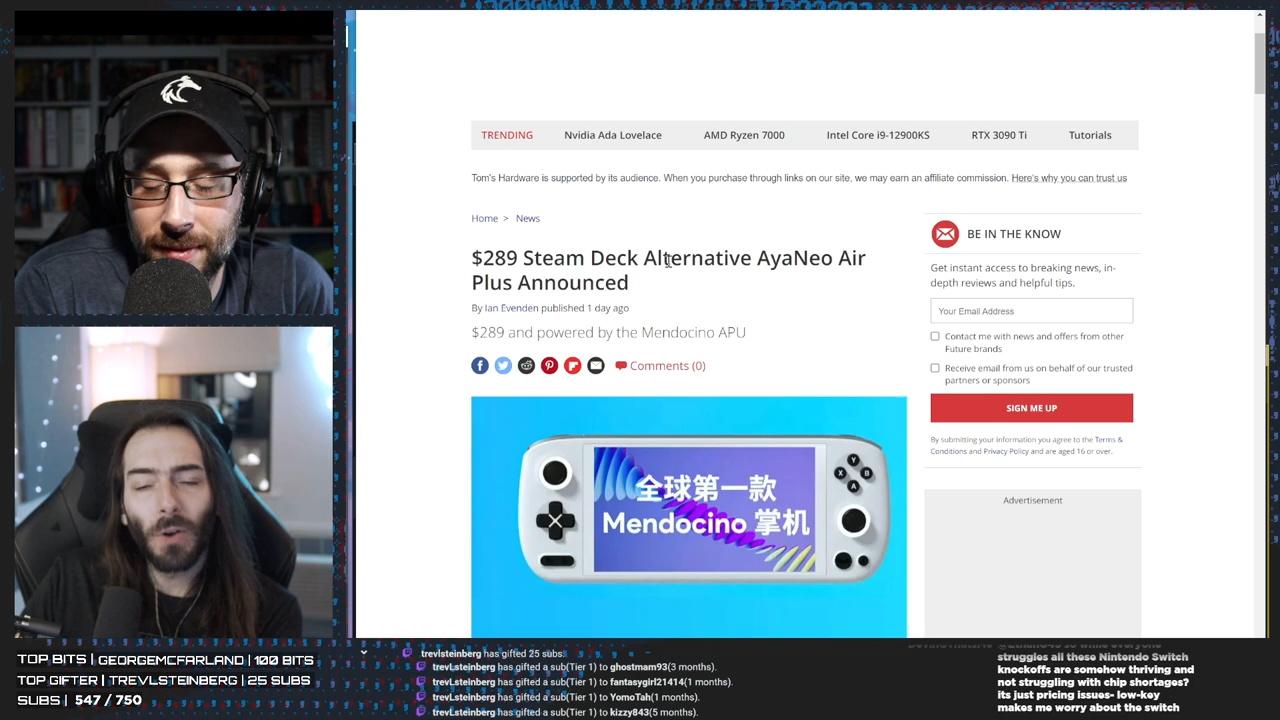 TRENDING Nvidia Ada Lovelace AMD Ryzen 7000 Intel Core i9-12900KS RTX 3090 Ti Tutorials
Tom's Hardware is supported by its audience. When you purchase through links on our site, we may earn an affiliate commission. Here's why you can trust us
Home > News
$289 Steam Deck Alternative AyaNeo Air
Plus Announced
By Ian Evenden published 1 day ago
$289 and powered by the Mendocino APU
Comments (0)
全球第一款
Mendocino 掌机
Y
X B
A
BE IN THE KNOW
Get instant access to breaking news, in-
depth reviews and helpful tips.
Your Email Address
Contact me with news and offers from other
Future brands
Receive email from us on behalf of our trusted
partners or sponsors
SIGN ME UP
By submitting your information you agree to the Terms &
Conditions and Privacy Policy and are aged 16 or over.
Advertisement
TOP BITS | GEORGEMCFARLAND | 100 BITS
TOP GIFTER | TREVLSTEINBERG | 25 SUBS
SUBS | 547 / 750
trevlsteinberg has gifted 25 subs.
trevLsteinberg has gifted a sub(Tier 1) to ghostmam93(3 months).
trevLsteinberg has gifted a sub(Tier 1) to fantasygirl21414(1 months).
trevLsteinberg has gifted a sub(Tier 1) to YomoTah(1 months).
trevLsteinberg has gifted a sub(Tier 1) to kizzy843(5 months).
so while everyone
struggles all these Nintendo Switch
knockoffs are somehow thriving and
not struggling with chip shortages?
its just pricing issues- low-key
makes me worry about the switch